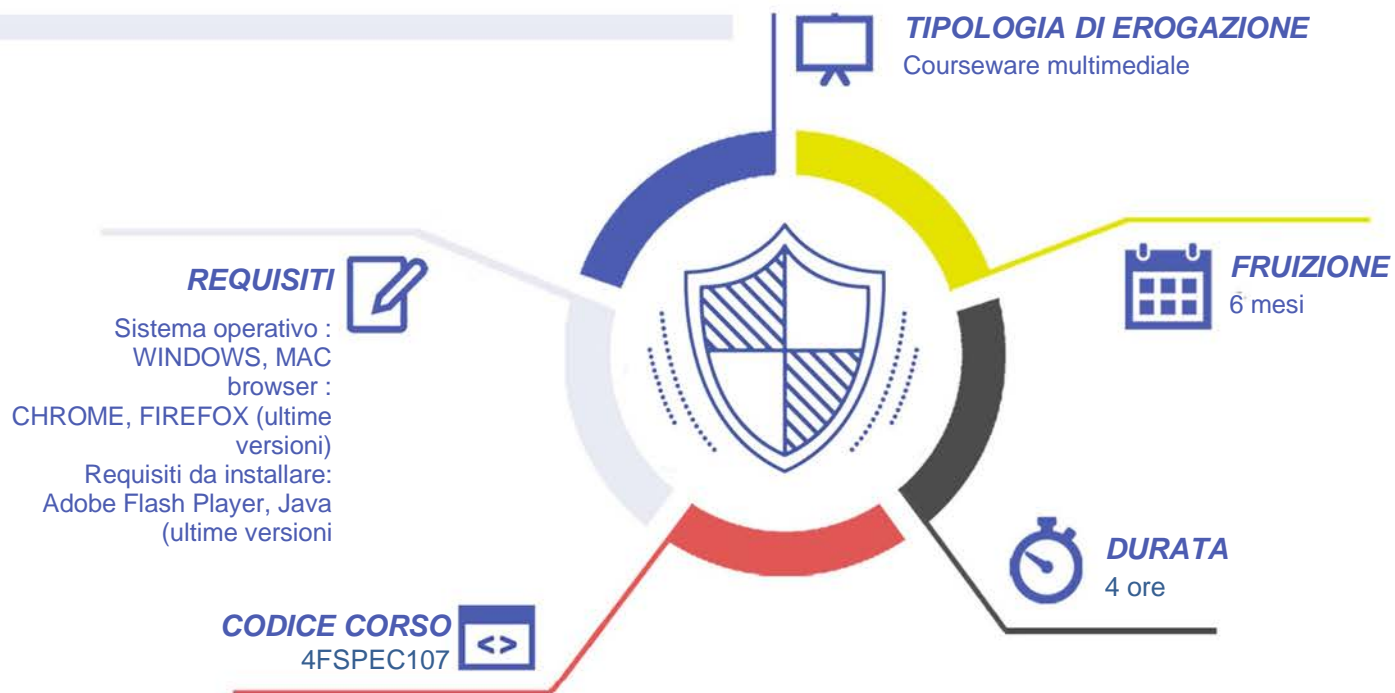 TIPOLOGIA DI EROGAZIONE
Courseware multimediale
REQUISITI
Sistema operativo :
WINDOWS, MAC
browser :
CHROME, FIREFOX (ultime
versioni)
Requisiti da installare:
Adobe Flash Player, Java
(ultime versioni
FRUIZIONE
6 mesi
DURATA
4 ore
CODICE CORSO
4FSPEC107